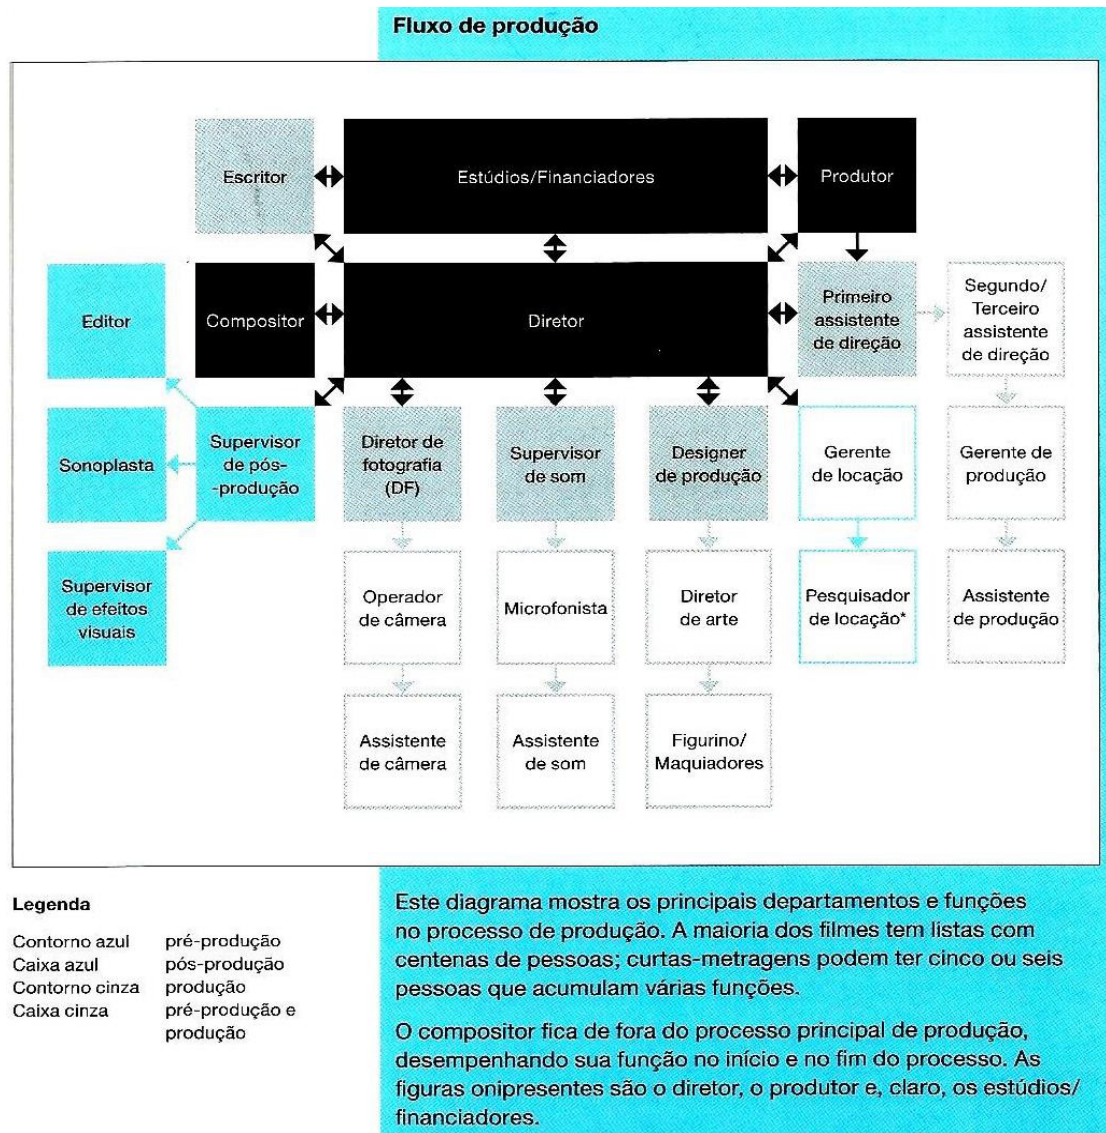 Fluxo de produção
Escritor
Estúdios/Financiadores
Produtor
Editor
Compositor
Diretor
Primeiro
assistente
de direção
Segundo/
Terceiro
assistente
de direção
Sonoplasta
Supervisor
de pós-
-produção
Diretor de
fotografia
(DF)
Supervisor
de som
Designer
de produção
Gerente
de locação
Gerente de
produção
Supervisor
de efeitos
visuais
Operador
de câmera
Microfonista
Diretor
de arte
Pesquisador
de locação*
Assistente
de produção
Assistente
de câmera
Assistente
de som
Figurino/
Maquiadores
Legenda
Contorno azul pré-produção
Caixa azul pós-produção
Contorno cinza produção
Caixa cinza pré-produção e
produção
Este diagrama mostra os principais departamentos e funções
no processo de produção. A maioria dos filmes tem listas com
centenas de pessoas; curtas-metragens podem ter cinco ou seis
pessoas que acumulam várias funções.
O compositor fica de fora do processo principal de produção,
desempenhando sua função no início e no fim do processo. As
figuras onipresentes são o diretor, o produtor e, claro, os estúdios/
financiadores.